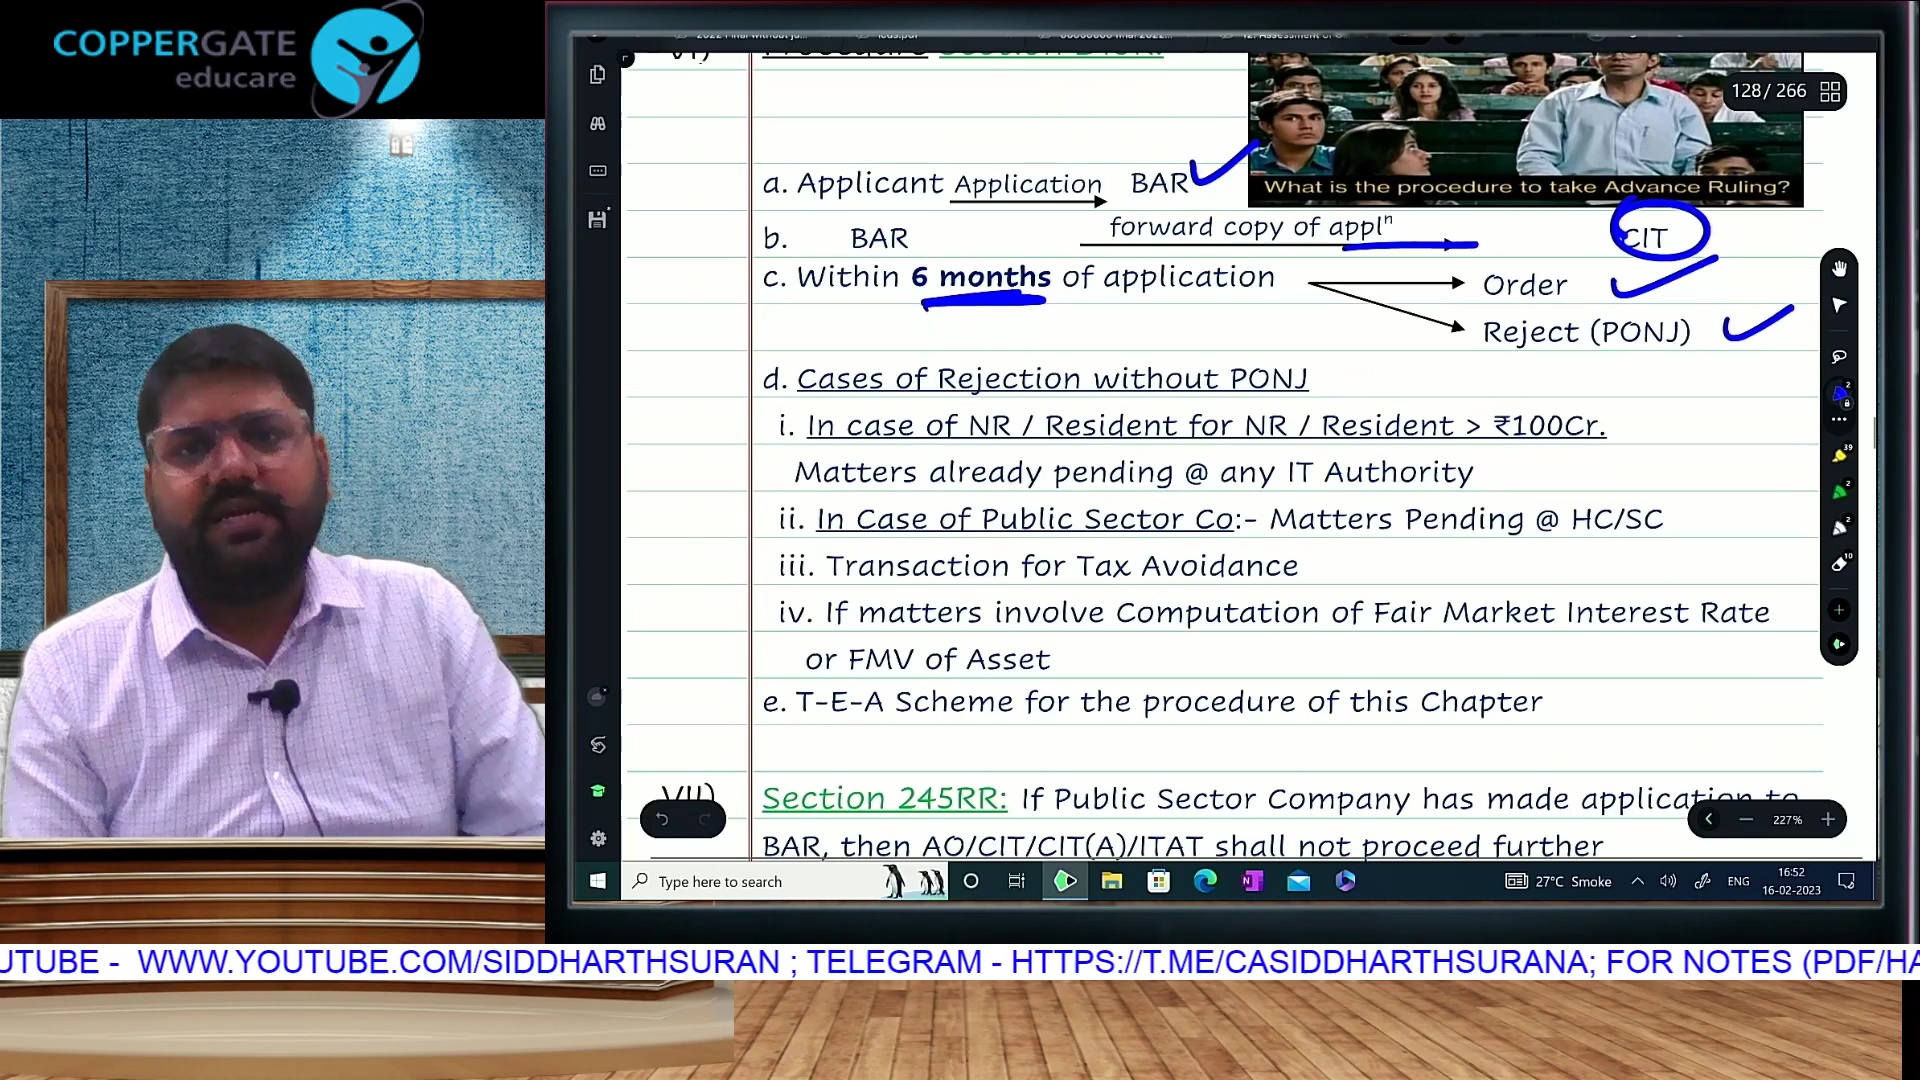 COPPERGATE
educare
128 / 266
What is the procedure to take Advance Ruling?
a. Applicant Application BAR
b. BAR forward copy of applⁿ CIT
c. Within 6 months of application Order
Reject (PONJ)
d. Cases of Rejection without PONJ
i. In case of NR / Resident for NR / Resident > ₹100Cr.
Matters already pending @ any IT Authority
ii. In Case of Public Sector Co:- Matters Pending @ HC/SC
iii. Transaction for Tax Avoidance
iv. If matters involve Computation of Fair Market Interest Rate
or FMV of Asset
e. T-E-A Scheme for the procedure of this Chapter
VII)
Section 245RR: If Public Sector Company has made application to
BAR, then AO/CIT/CIT(A)/ITAT shall not proceed further
227%
Type here to search
27°C Smoke
ENG
16:52
16-02-2023
UTUBE - WWW.YOUTUBE.COM/SIDDHARTHSURAN ; TELEGRAM - HTTPS://T.ME/CASIDDHARTHSURANA; FOR NOTES (PDF/HA